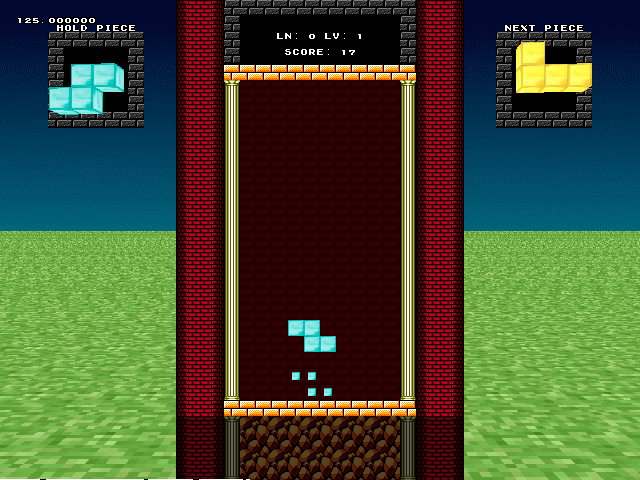 125.000000
HOLD PIECE
LN: 0 LV: 1
SCORE: 17
NEXT PIECE